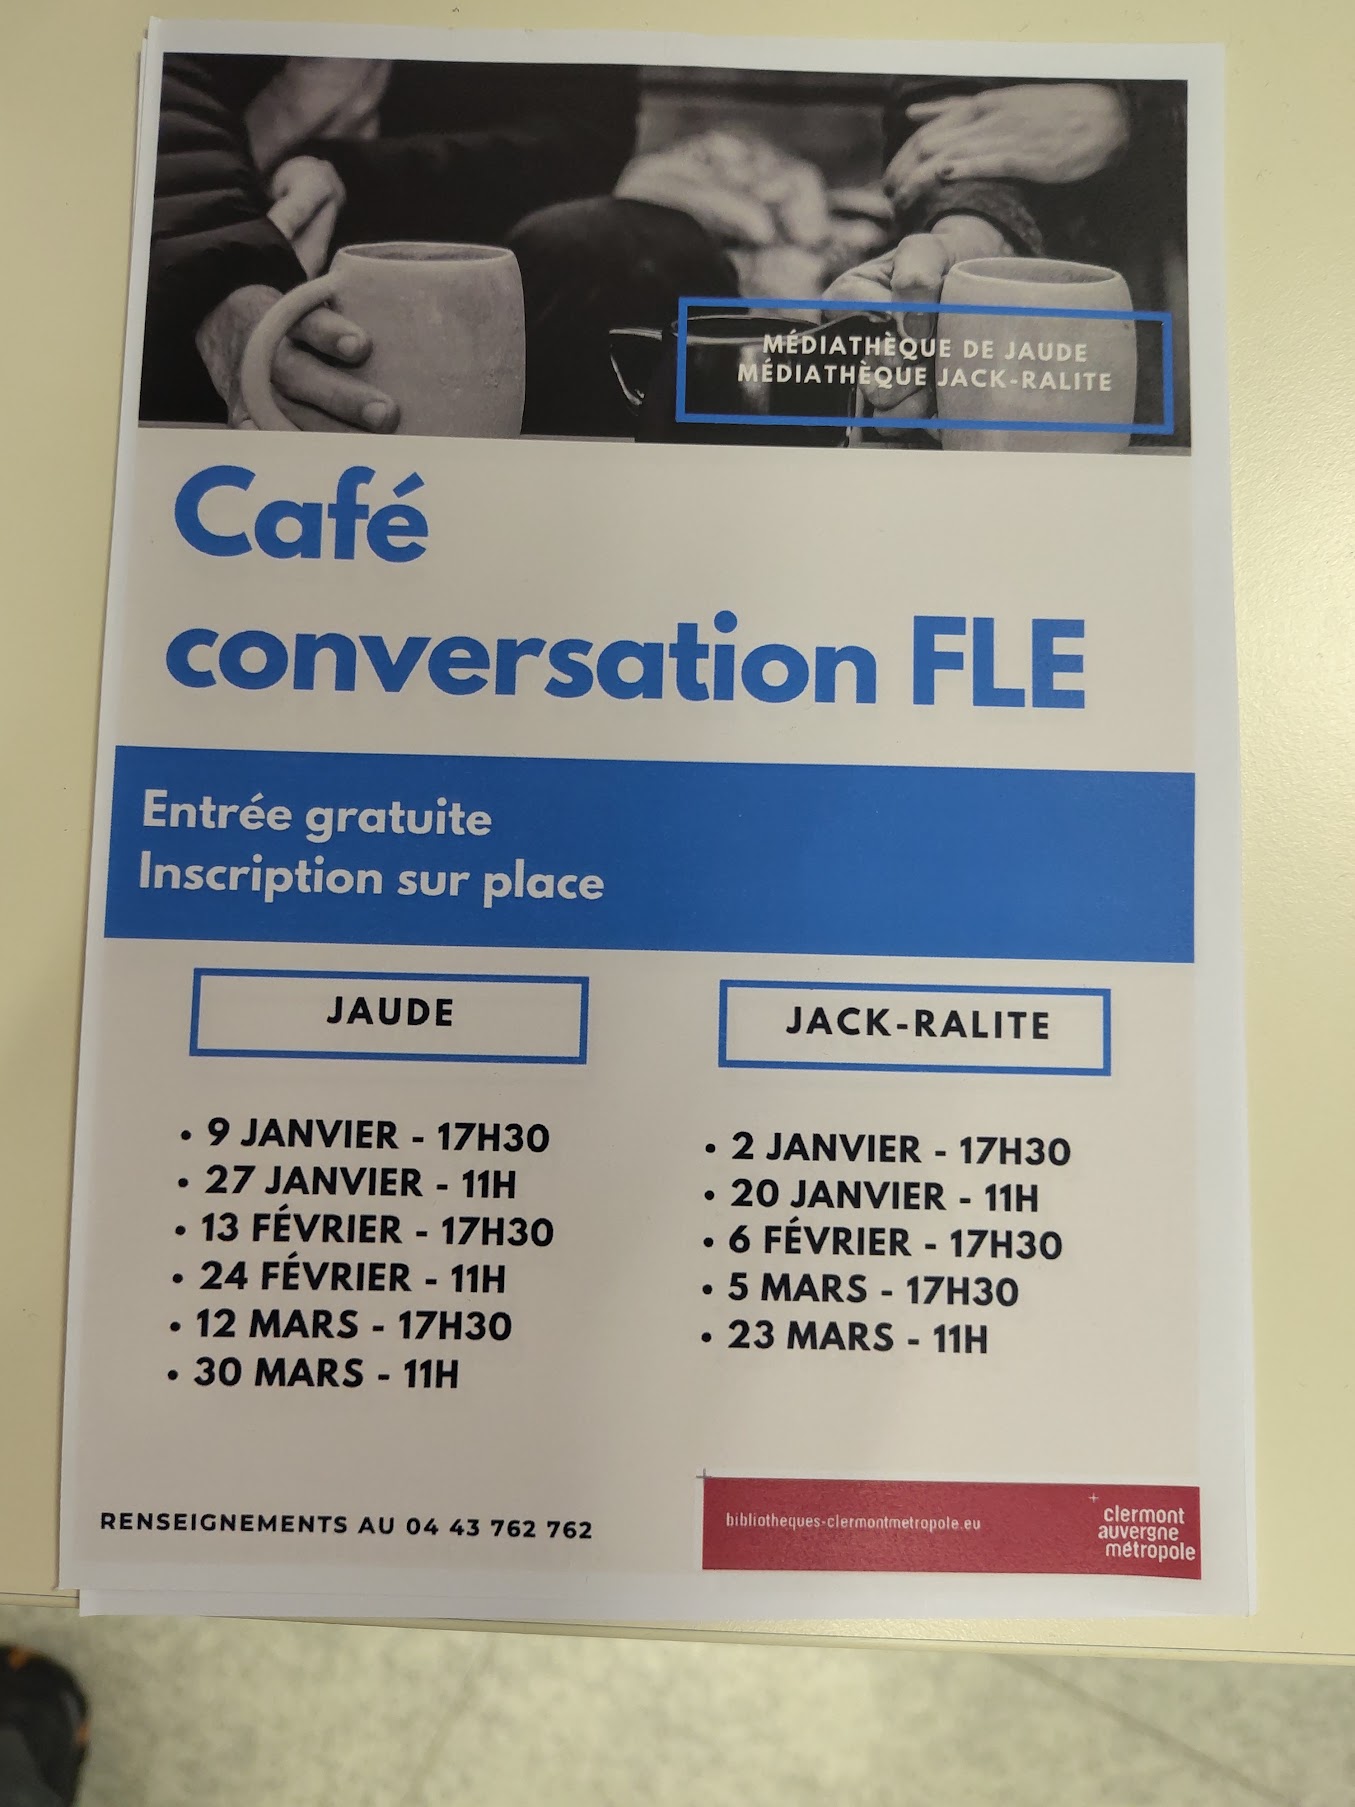 MÉDIATHÈQUE DE JAUDE
MÉDIATHÈQUE JACK-RALITE
Café
conversation FLE
Entrée gratuite
Inscription sur place
JAUDE
• 9 JANVIER - 17H30
• 27 JANVIER - 11H
• 13 FÉVRIER - 17H30
• 24 FÉVRIER - 11H
• 12 MARS - 17H30
• 30 MARS - 11H
JACK-RALITE
• 2 JANVIER - 17H30
• 20 JANVIER - 11H
• 6 FÉVRIER - 17H30
• 5 MARS - 17H30
• 23 MARS - 11H
RENSEIGNEMENTS AU 04 43 762 762
bibliotheques-clermontmetropole.eu
clermont
auvergne
métropole